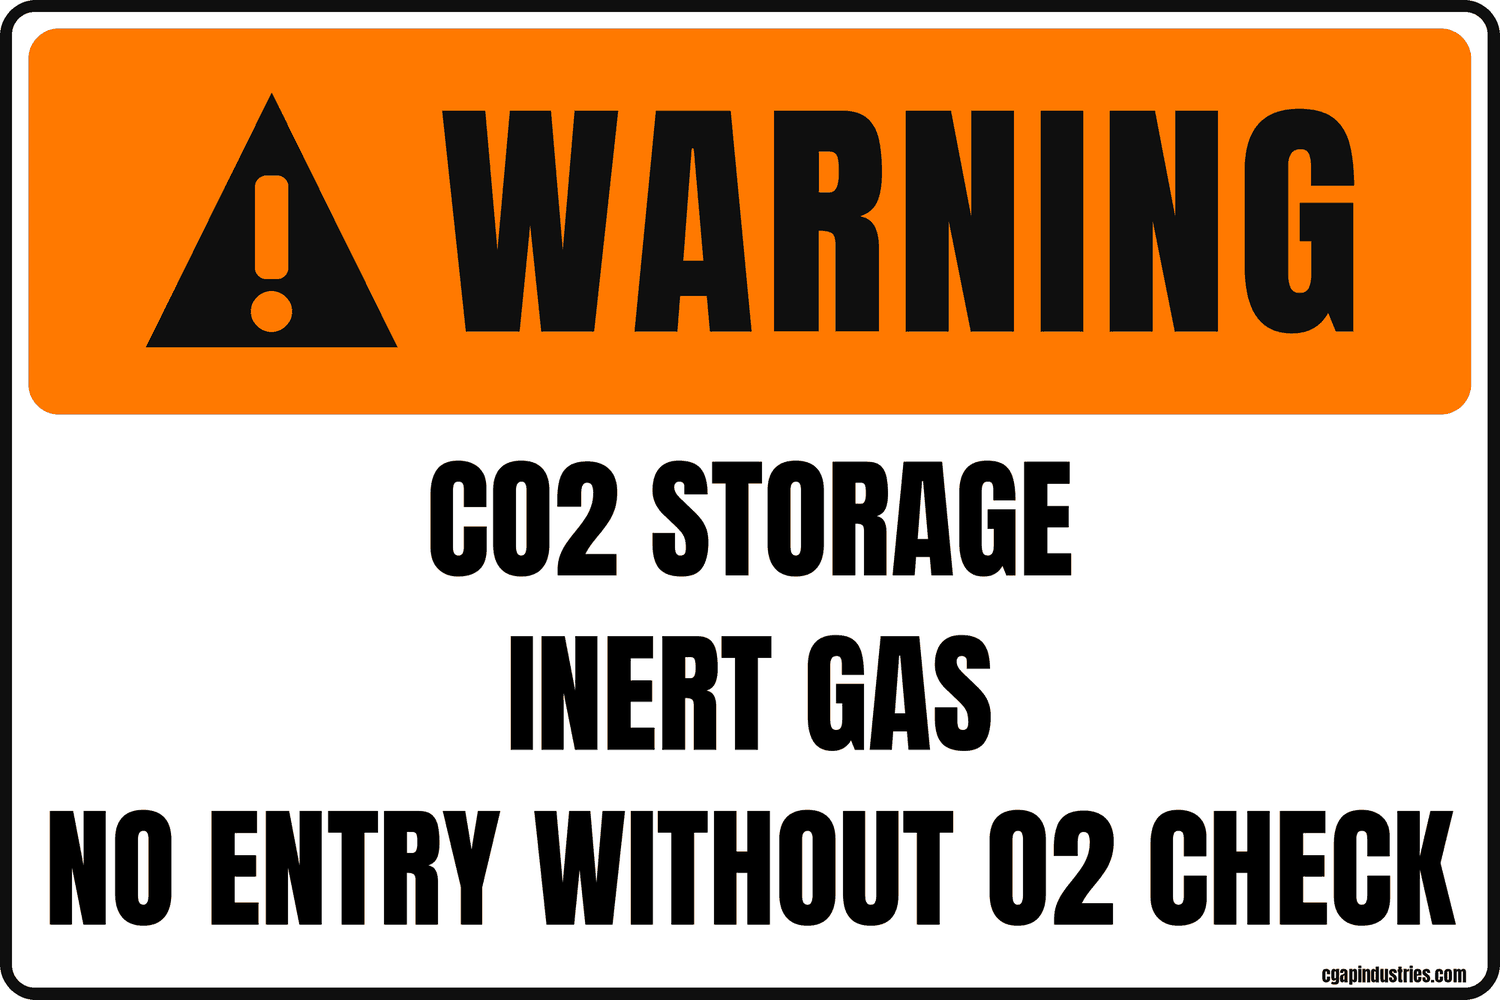 WARNING
CO2 STORAGE
INERT GAS
NO ENTRY WITHOUT O2 CHECK
cgapindustries.com